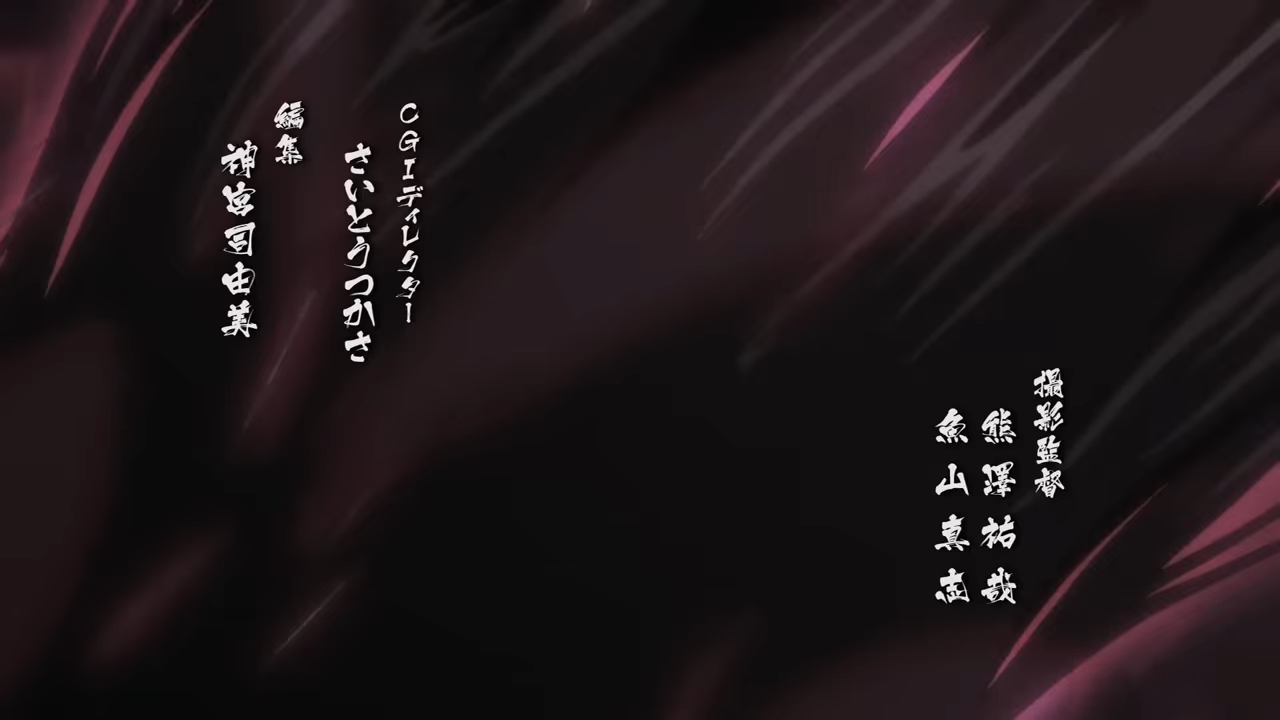 撮影監督
熊澤祐哉
魚山真志
CGIディレクター
さいとうつかさ
編集
神宮司由美